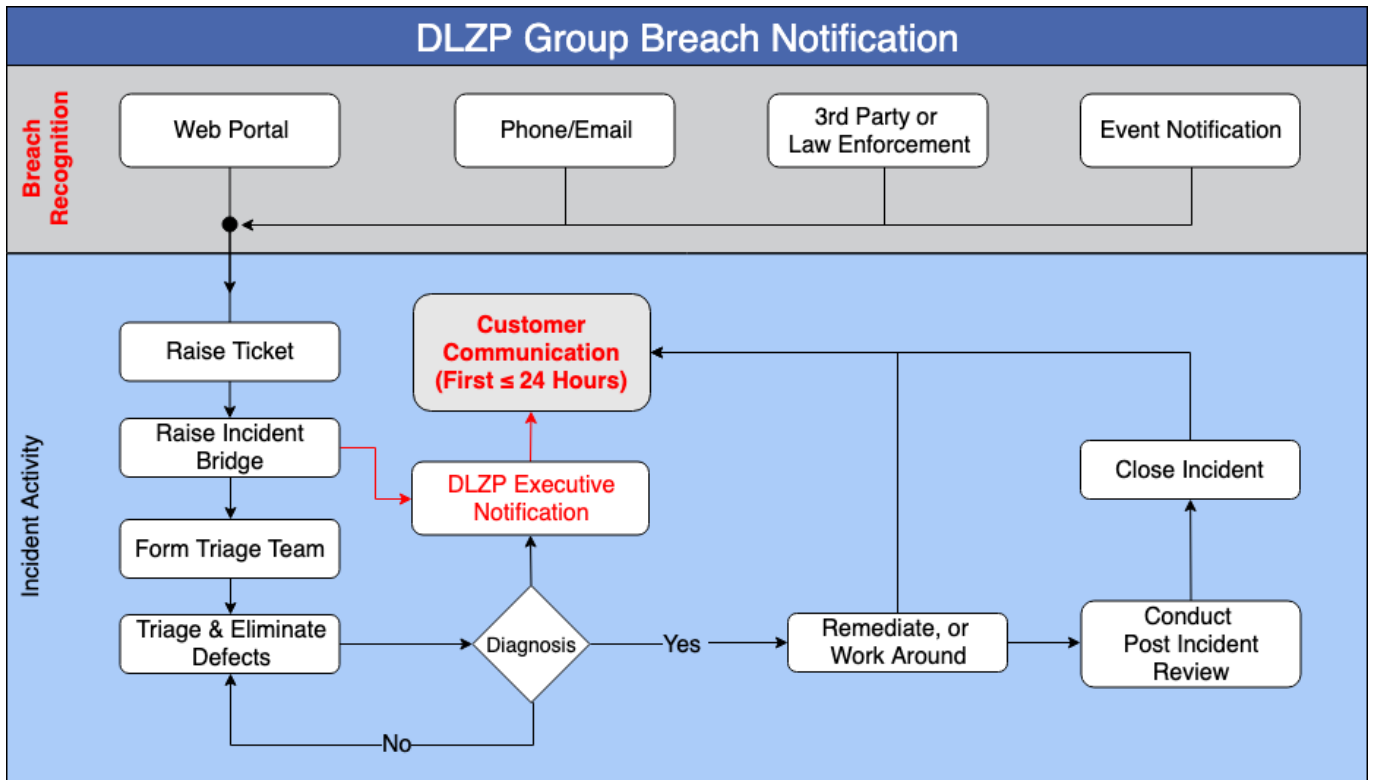 DLZP Group Breach Notification
Breach
Recognition
Web Portal
Phone/Email
3rd Party or
Law Enforcement
Event Notification
Incident Activity
Raise Ticket
Customer
Communication
(First ≤ 24 Hours)
Raise Incident
Bridge
DLZP Executive
Notification
Close Incident
Form Triage Team
Triage & Eliminate
Defects
Diagnosis
Yes
Remediate, or
Work Around
Conduct
Post Incident
Review
No